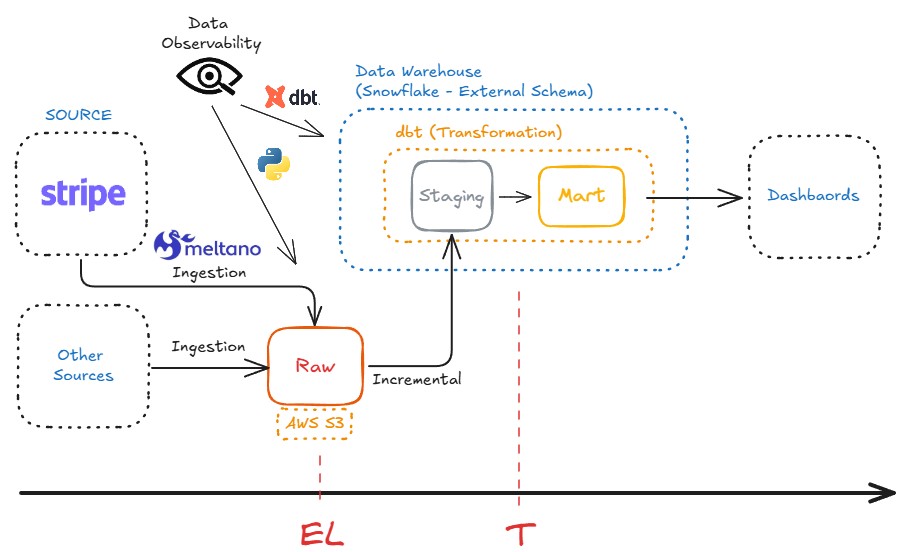 Data
Observability
dbt
Data Warehouse
(Snowflake - External Schema)
SOURCE
dbt (Transformation)
stripe
Staging
Mart
Dashbaords
meltano
Ingestion
Other
Sources
Ingestion
Raw
Incremental
AWS S3
EL
T